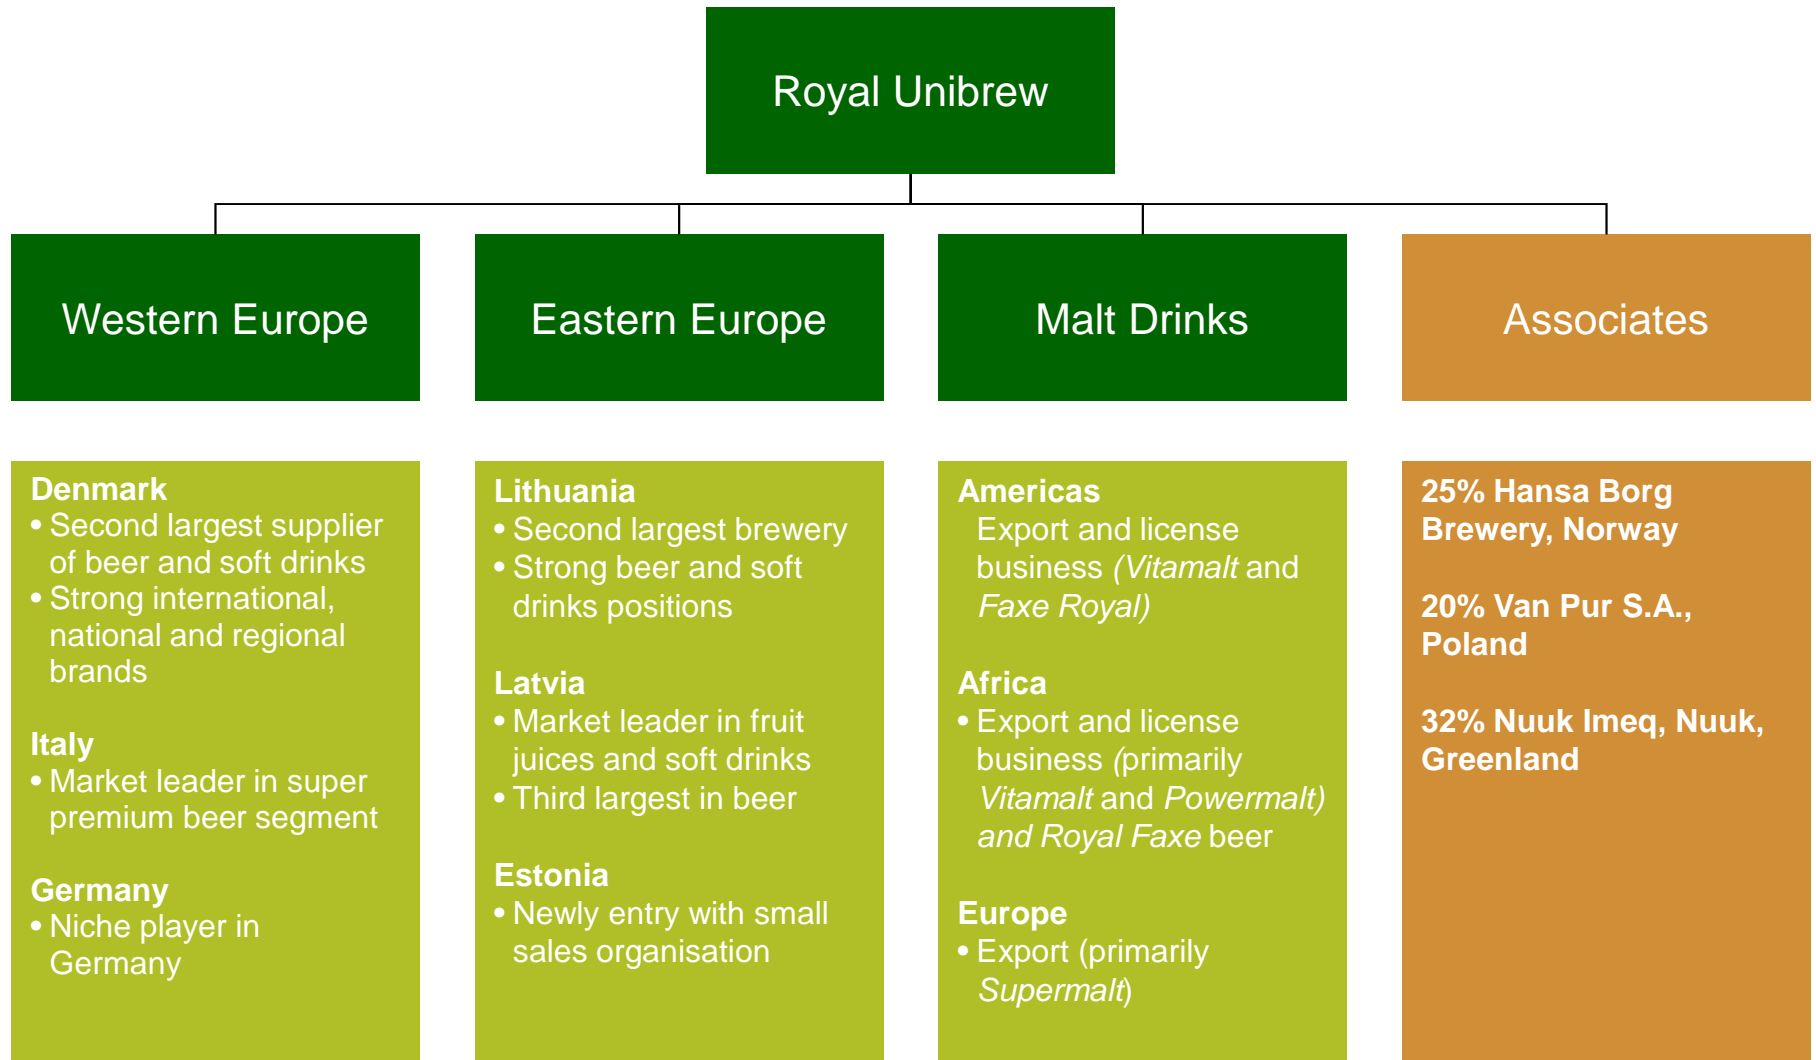 Royal Unibrew
Western Europe
Eastern Europe
Malt Drinks
Associates
Denmark
• Second largest supplier
of beer and soft drinks
• Strong international,
national and regional
brands
Italy
• Market leader in super
premium beer segment
Germany
• Niche player in
Germany
Lithuania
• Second largest brewery
• Strong beer and soft
drinks positions
Latvia
• Market leader in fruit
juices and soft drinks
• Third largest in beer
Estonia
• Newly entry with small
sales organisation
Americas
Export and license
business (Vitamalt and
Faxe Royal)
Africa
• Export and license
business (primarily
Vitamalt and Powermalt)
and Royal Faxe beer
Europe
• Export (primarily
Supermalt)
25% Hansa Borg
Brewery, Norway
20% Van Pur S.A.,
Poland
32% Nuuk Imeq, Nuuk,
Greenland